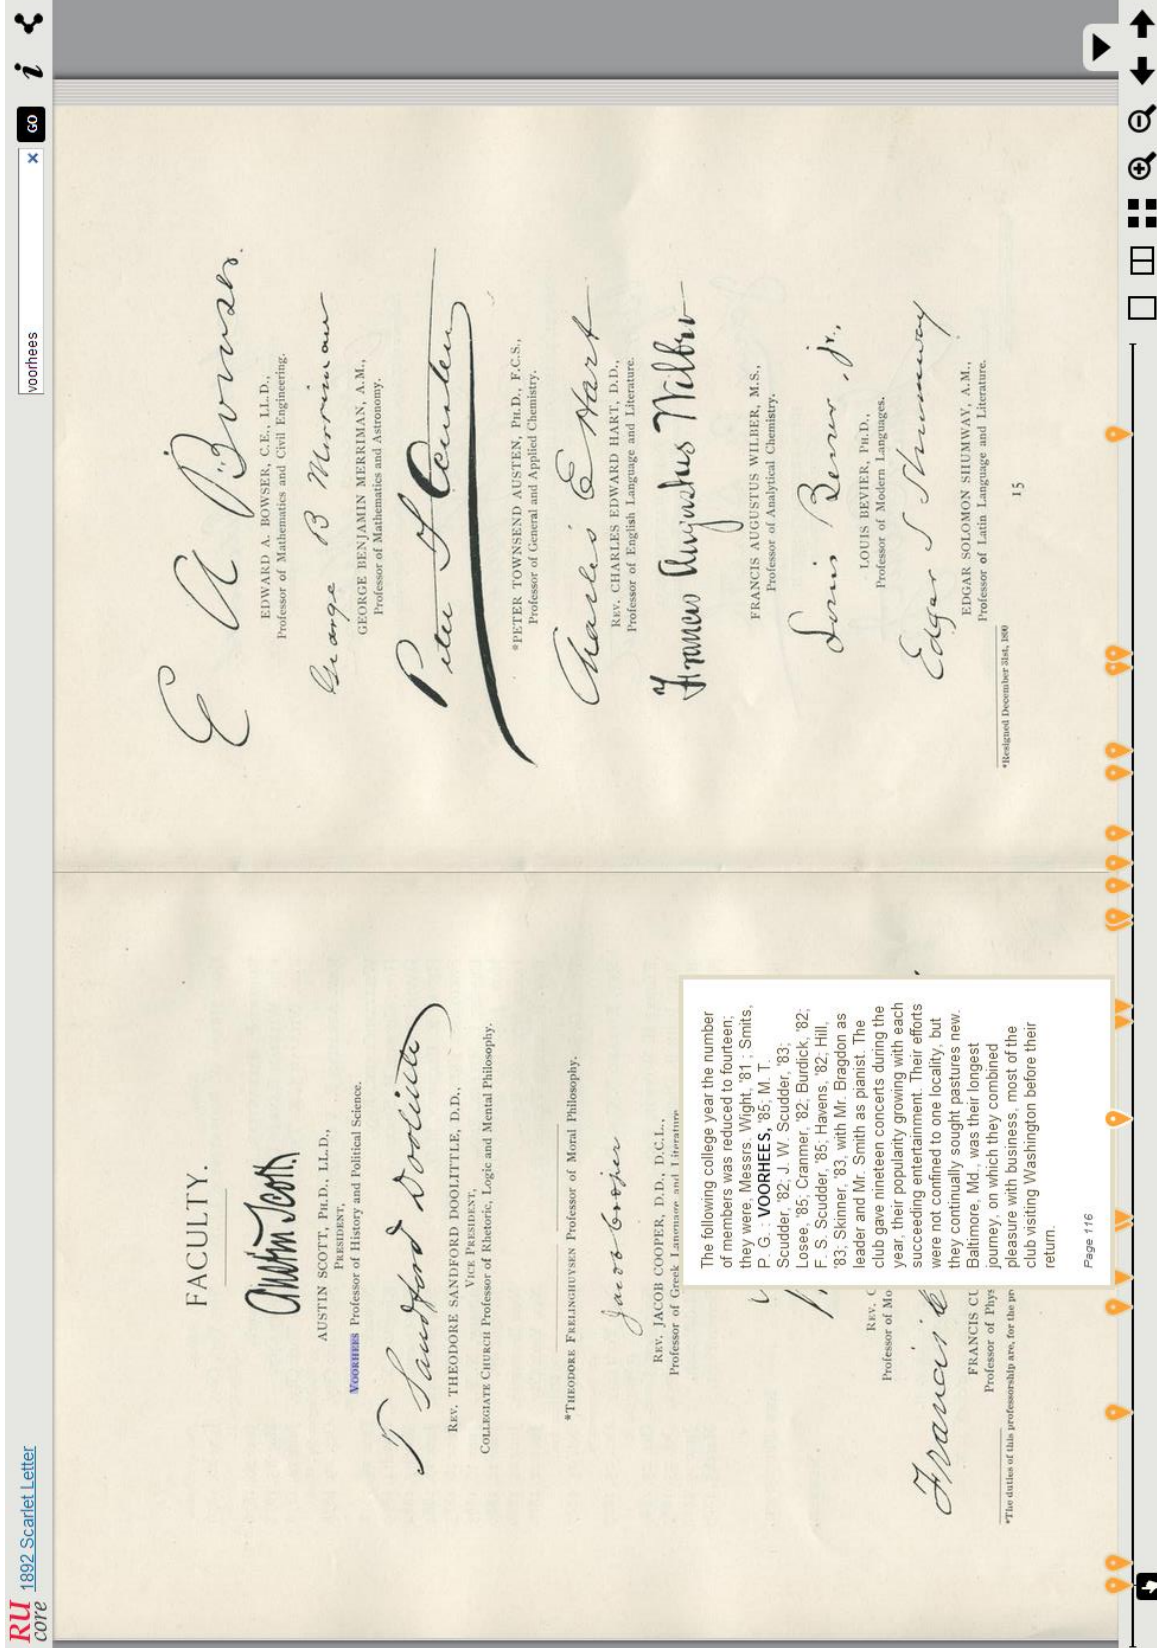 RU
core
1892 Scarlet Letter
voorhees
×
GO
i
FACULTY.
Austin Scott.
AUSTIN SCOTT, PH.D., LL.D.,
PRESIDENT,
VOORHEES Professor of History and Political Science.
T Sandford Doolittle
REV. THEODORE SANDFORD DOOLITTLE, D.D.,
VICE PRESIDENT,
COLLEGIATE CHURCH Professor of Rhetoric, Logic and Mental Philosophy.
*THEODORE FRELINGHUYSEN Professor of Moral Philosophy.
Jacob Cooper
REV. JACOB COOPER, D.D., D.C.L.,
Professor of Greek Language and Literature
REV. C
Professor of Mo
Francis C
FRANCIS CU
Professor of Phys
*The duties of this professorship are, for the pr
The following college year the number
of members was reduced to fourteen;
they were, Messrs. Wight, '81 ; Smits,
P. G. : VOORHEES, '85; M. T.
Scudder, '82; J. W. Scudder, '83;
Losee, '85; Cranmer, '82; Burdick, '82;
F. S. Scudder, '85; Havens, '82; Hill,
'83; Skinner, '83, with Mr. Bragdon as
leader and Mr. Smith as pianist. The
club gave nineteen concerts during the
year, their popularity growing with each
succeeding entertainment. Their efforts
were not confined to one locality, but
they continually sought pastures new.
Baltimore, Md., was their longest
journey, on which they combined
pleasure with business, most of the
club visiting Washington before their
return.
Page 116
E A Bowser.
EDWARD A. BOWSER, C.E., LL.D.,
Professor of Mathematics and Civil Engineering.
George B Merriman
GEORGE BENJAMIN MERRIMAN, A.M.,
Professor of Mathematics and Astronomy.
Peter T Austen
*PETER TOWNSEND AUSTEN, PH.D., F.C.S.,
Professor of General and Applied Chemistry.
Charles E Hart
REV. CHARLES EDWARD HART, D.D.,
Professor of English Language and Literature.
Francis Augustus Wilber
FRANCIS AUGUSTUS WILBER, M.S.,
Professor of Analytical Chemistry.
Louis Bevier, jr.,
LOUIS BEVIER, PH.D.,
Professor of Modern Languages.
Edgar S Shumway
EDGAR SOLOMON SHUMWAY, A.M.,
Professor of Latin Language and Literature.
*Resigned December 31st, 1890
15